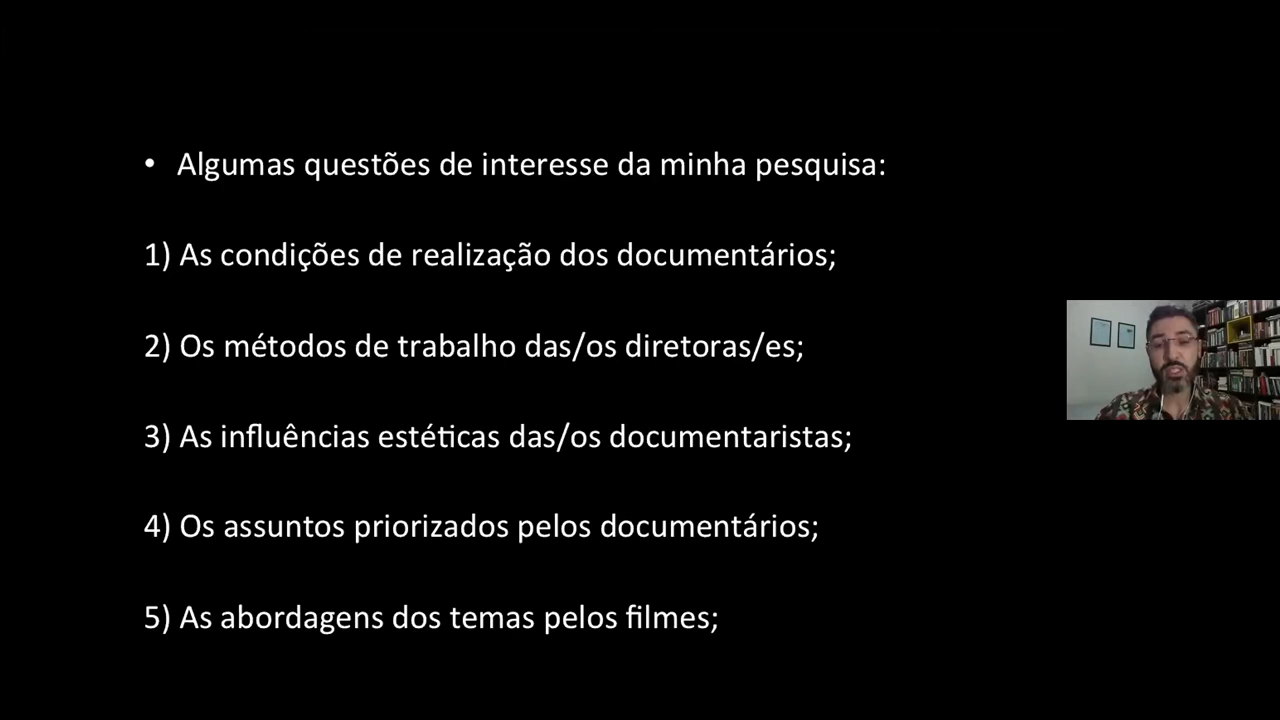 • Algumas questões de interesse da minha pesquisa:
1) As condições de realização dos documentários;
2) Os métodos de trabalho das/os diretoras/es;
3) As influências estéticas das/os documentaristas;
4) Os assuntos priorizados pelos documentários;
5) As abordagens dos temas pelos filmes;